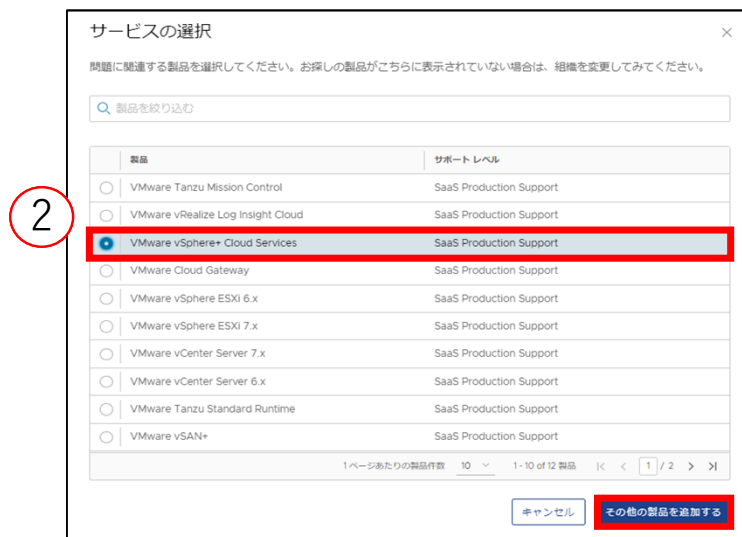 サービスの選択
問題に関連する製品を選択してください。お探しの製品がこちらに表示されていない場合は、組織を変更してみてください。
製品を絞り込む
製品 サポート レベル
VMware Tanzu Mission Control SaaS Production Support
VMware vRealize Log Insight Cloud SaaS Production Support
②
VMware vSphere+ Cloud Services SaaS Production Support
VMware Cloud Gateway SaaS Production Support
VMware vSphere ESXi 6.x SaaS Production Support
VMware vSphere ESXi 7.x SaaS Production Support
VMware vCenter Server 7.x SaaS Production Support
VMware vCenter Server 6.x SaaS Production Support
VMware Tanzu Standard Runtime SaaS Production Support
VMware vSAN+ SaaS Production Support
1 ページあたりの製品件数 10 1 - 10 of 12 製品 1 / 2
キャンセル その他の製品を追加する